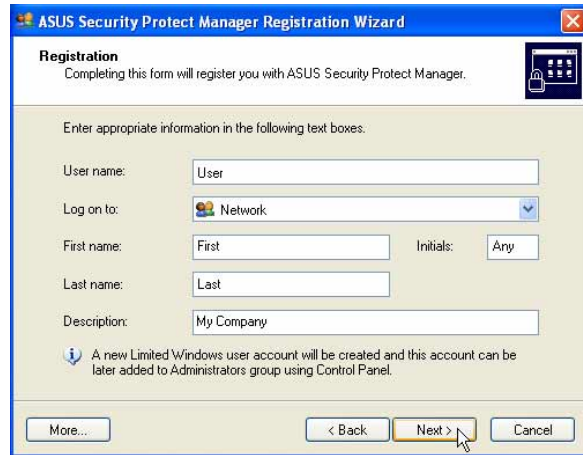 ASUS Security Protect Manager Registration Wizard
Registration
Completing this form will register you with ASUS Security Protect Manager.
Enter appropriate information in the following text boxes.
User name: User
Log on to: Network
First name: First Initials: Any
Last name: Last
Description: My Company
A new Limited Windows user account will be created and this account can be
later added to Administrators group using Control Panel.
More... < Back Next > Cancel